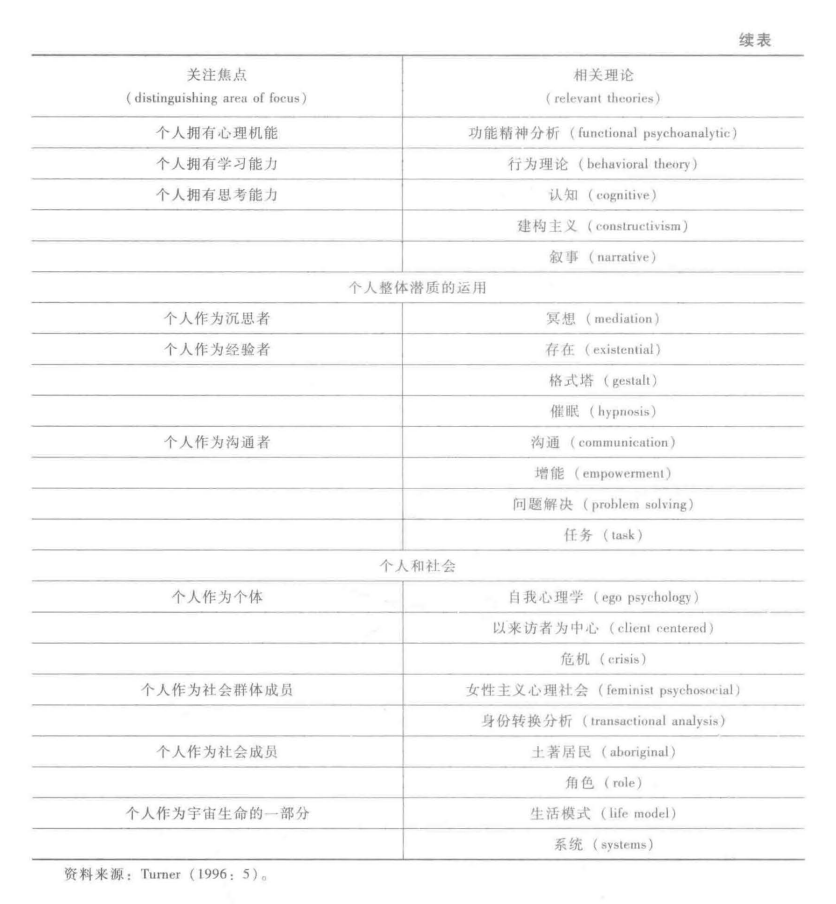 续表
关注焦点 相关理论
(distinguishing area of focus) (relevant theories)
个人拥有心理机能 功能精神分析(functional psychoanalytic)
个人拥有学习能力 行为理论(behavioral theory)
个人拥有思考能力 认知(cognitive)
建构主义(constructivism)
叙事(narrative)
个人整体潜质的运用
个人作为沉思者 冥想(mediation)
个人作为经验者 存在(existential)
格式塔(gestalt)
催眠(hypnosis)
个人作为沟通者 沟通(communication)
增能(empowerment)
问题解决(problem solving)
任务(task)
个人和社会
个人作为个体 自我心理学(ego psychology)
以来访者为中心(client centered)
危机(crisis)
个人作为社会群体成员 女性主义心理社会(feminist psychosocial)
身份转换分析(transactional analysis)
个人作为社会成员 土著居民(aboriginal)
角色(role)
个人作为宇宙生命的一部分 生活模式(life model)
系统(systems)
资料来源:Turner(1996:5)。